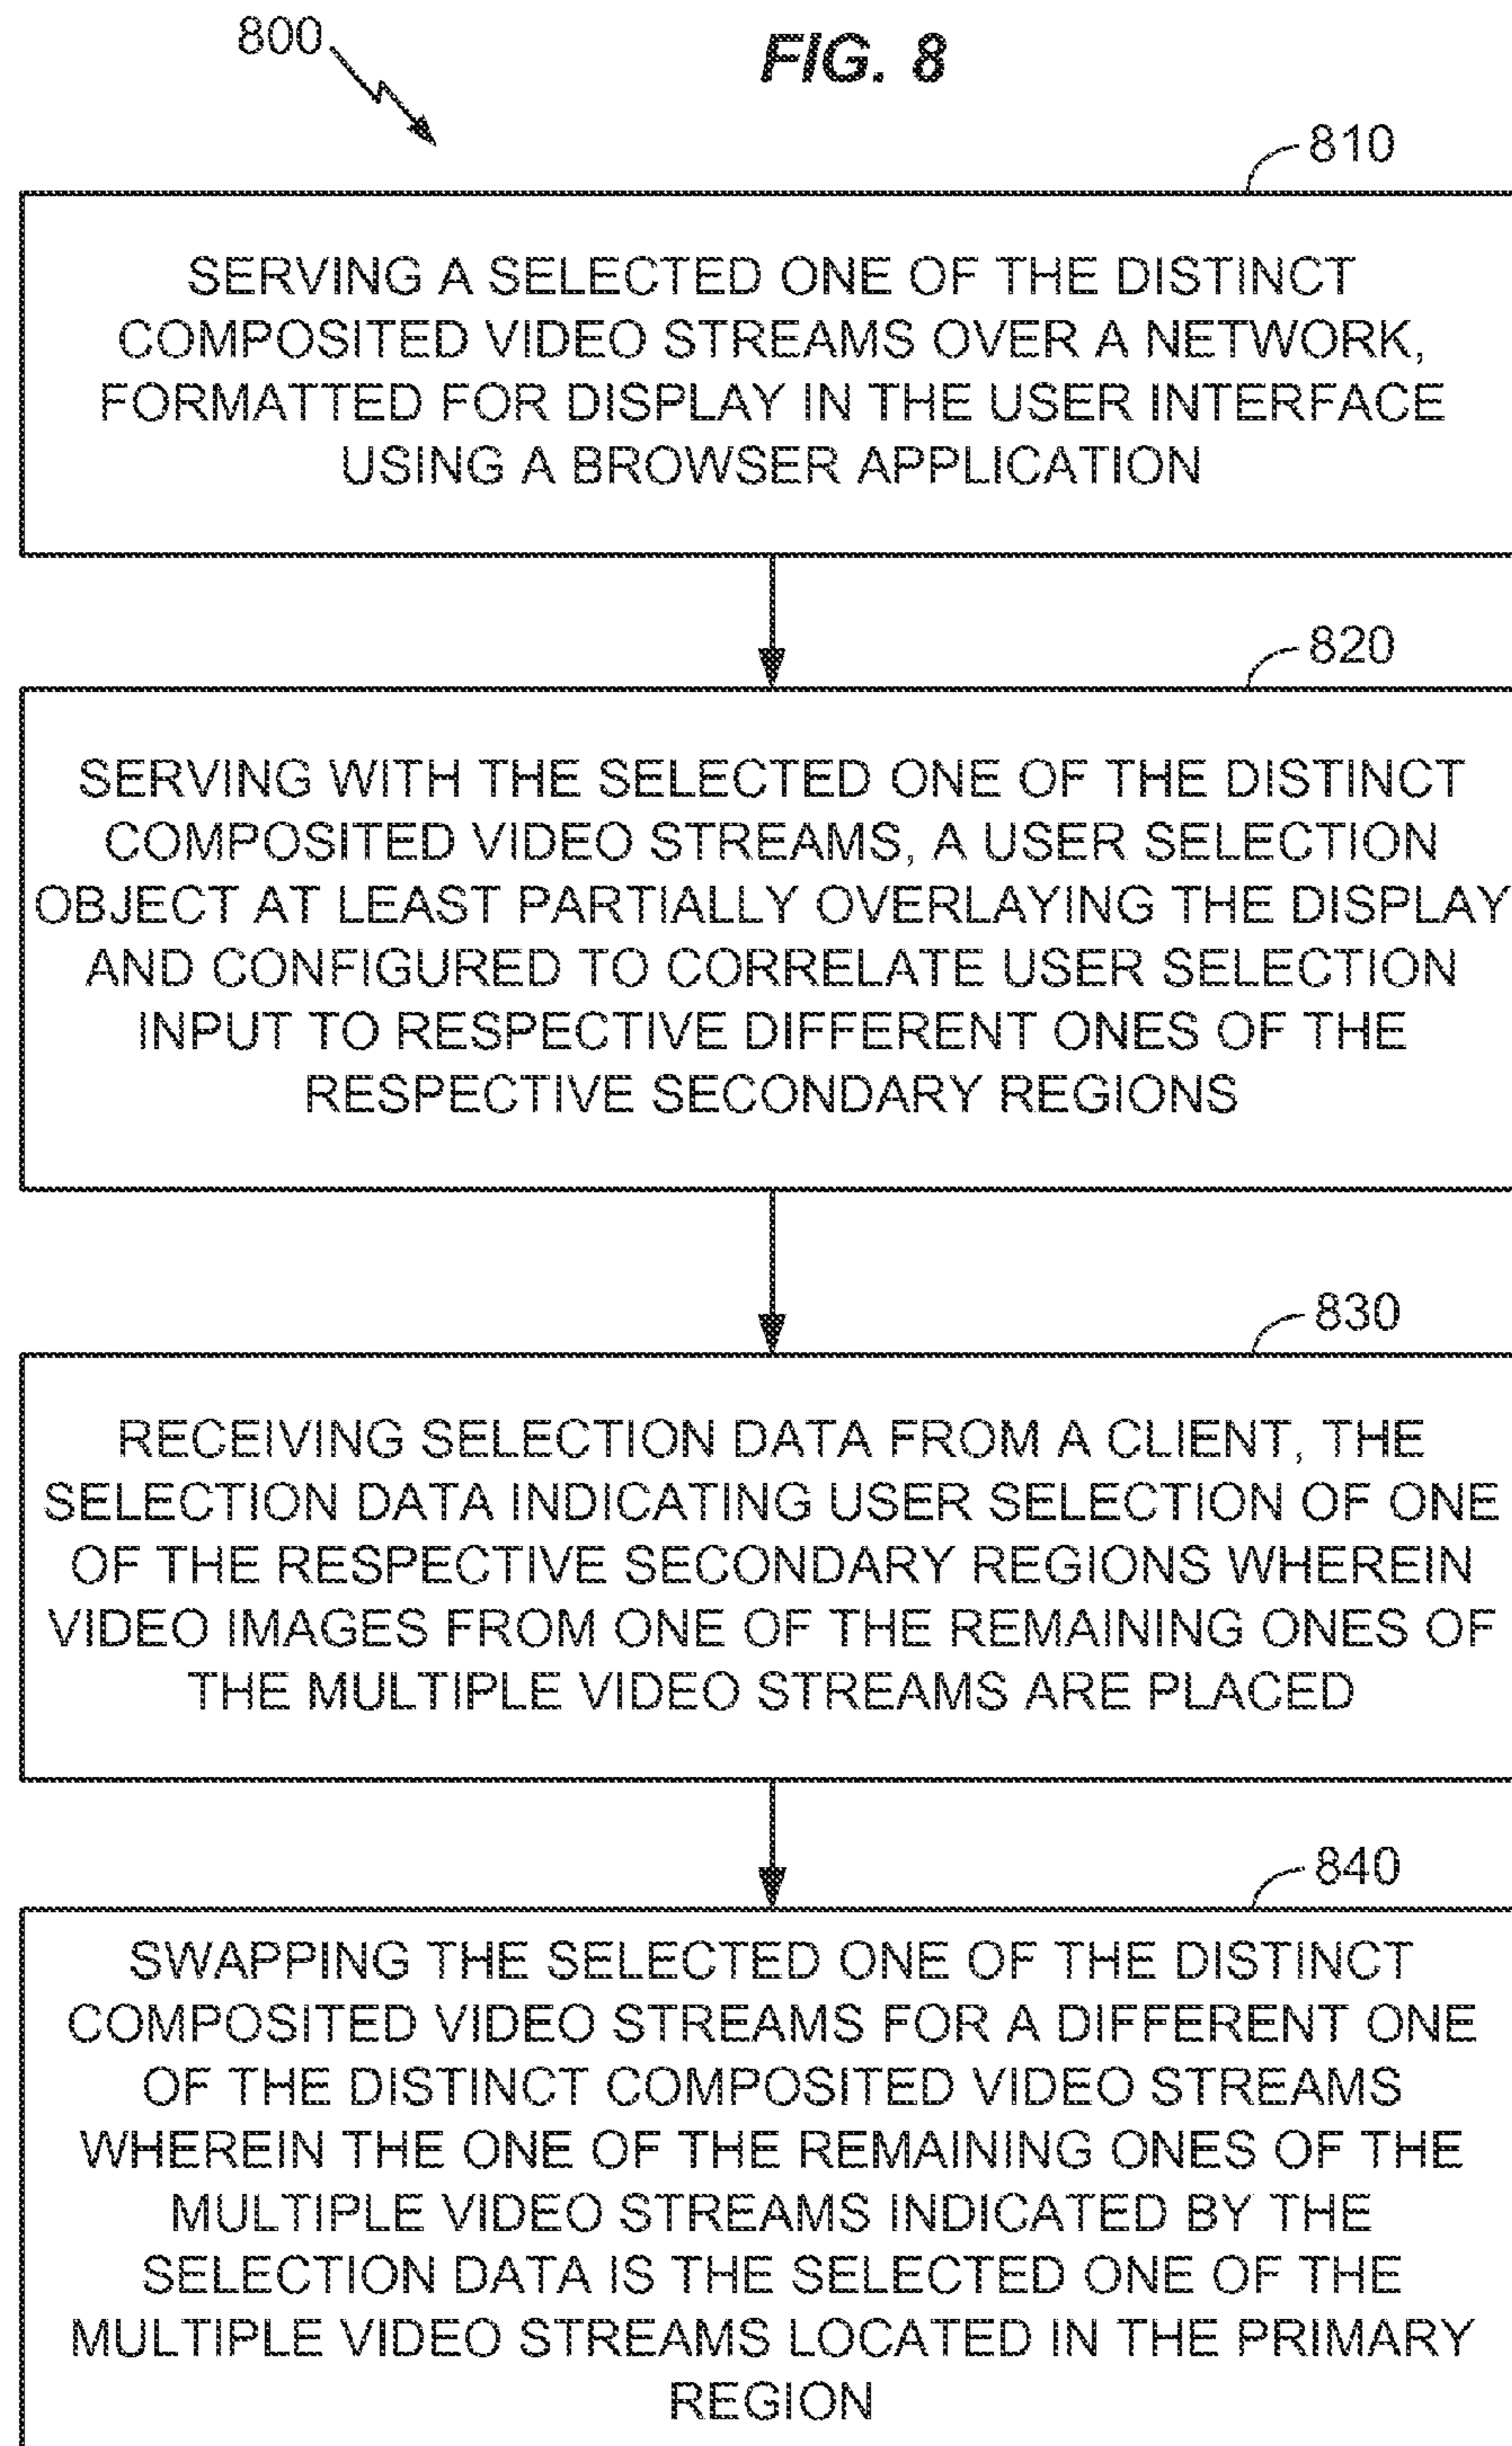 800
FIG. 8
810
SERVING A SELECTED ONE OF THE DISTINCT
COMPOSITED VIDEO STREAMS OVER A NETWORK,
FORMATTED FOR DISPLAY IN THE USER INTERFACE
USING A BROWSER APPLICATION
820
SERVING WITH THE SELECTED ONE OF THE DISTINCT
COMPOSITED VIDEO STREAMS, A USER SELECTION
OBJECT AT LEAST PARTIALLY OVERLAYING THE DISPLAY
AND CONFIGURED TO CORRELATE USER SELECTION
INPUT TO RESPECTIVE DIFFERENT ONES OF THE
RESPECTIVE SECONDARY REGIONS
830
RECEIVING SELECTION DATA FROM A CLIENT, THE
SELECTION DATA INDICATING USER SELECTION OF ONE
OF THE RESPECTIVE SECONDARY REGIONS WHEREIN
VIDEO IMAGES FROM ONE OF THE REMAINING ONES OF
THE MULTIPLE VIDEO STREAMS ARE PLACED
840
SWAPPING THE SELECTED ONE OF THE DISTINCT
COMPOSITED VIDEO STREAMS FOR A DIFFERENT ONE
OF THE DISTINCT COMPOSITED VIDEO STREAMS
WHEREIN THE ONE OF THE REMAINING ONES OF THE
MULTIPLE VIDEO STREAMS INDICATED BY THE
SELECTION DATA IS THE SELECTED ONE OF THE
MULTIPLE VIDEO STREAMS LOCATED IN THE PRIMARY
REGION